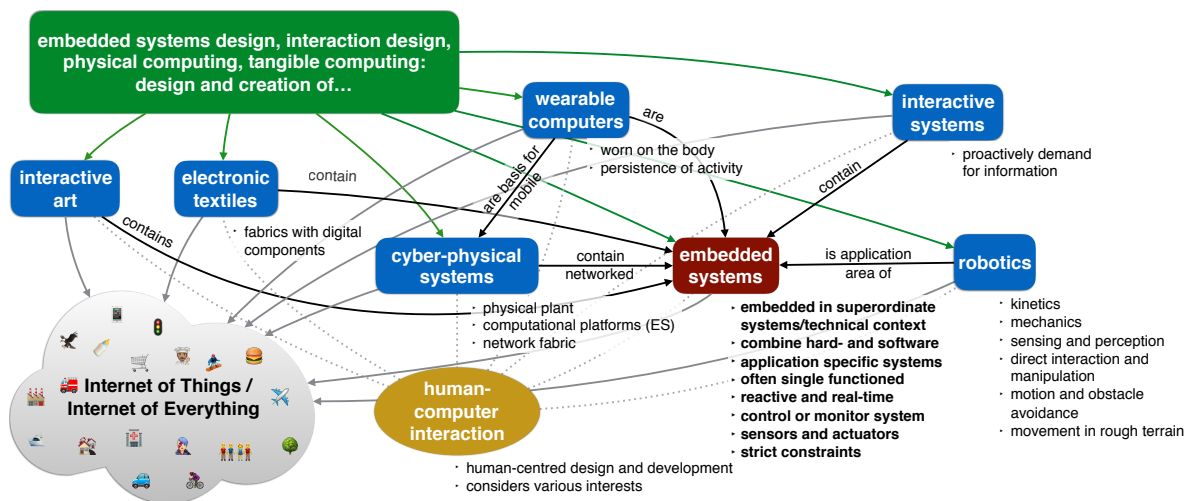 embedded systems design, interaction design,
physical computing, tangible computing:
design and creation of…
wearable
computers
interactive
systems
are
· worn on the body
· persistence of activity
· proactively demand
for information
interactive
art
electronic
textiles
contain
are basis for
mobile
contain
contains
· fabrics with digital
components
cyber-physical
systems
contain
networked
embedded
systems
is application
area of
robotics
· physical plant
· computational platforms (ES)
· network fabric
· embedded in superordinate
systems/technical context
· combine hard- and software
· application specific systems
· often single functioned
· reactive and real-time
· control or monitor system
· sensors and actuators
· strict constraints
· kinetics
· mechanics
· sensing and perception
· direct interaction and
manipulation
· motion and obstacle
avoidance
· movement in rough terrain
Internet of Things /
Internet of Everything
human-
computer
interaction
· human-centred design and development
· considers various interests